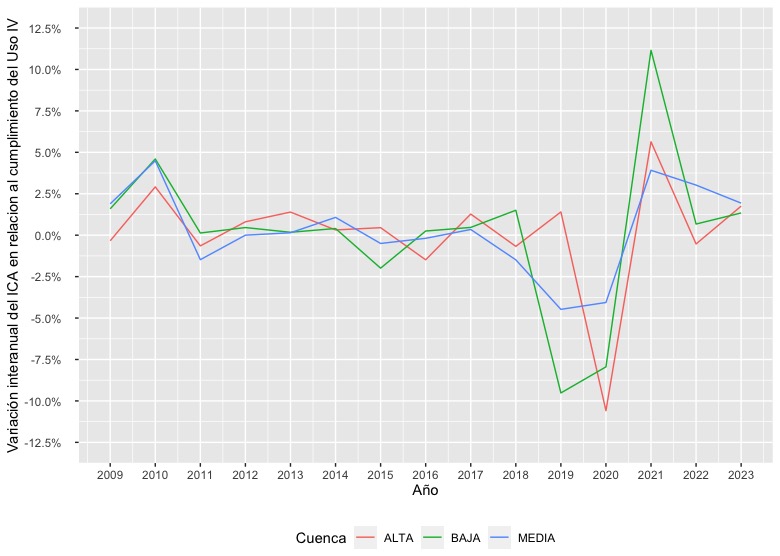 Variación interanual del ICA en relacion al cumplimiento del Uso IV
12.5%
10.0%
7.5%
5.0%
2.5%
0.0%
-2.5%
-5.0%
-7.5%
-10.0%
-12.5%
2009 2010 2011 2012 2013 2014 2015 2016 2017 2018 2019 2020 2021 2022 2023
Año
Cuenca ALTA BAJA MEDIA